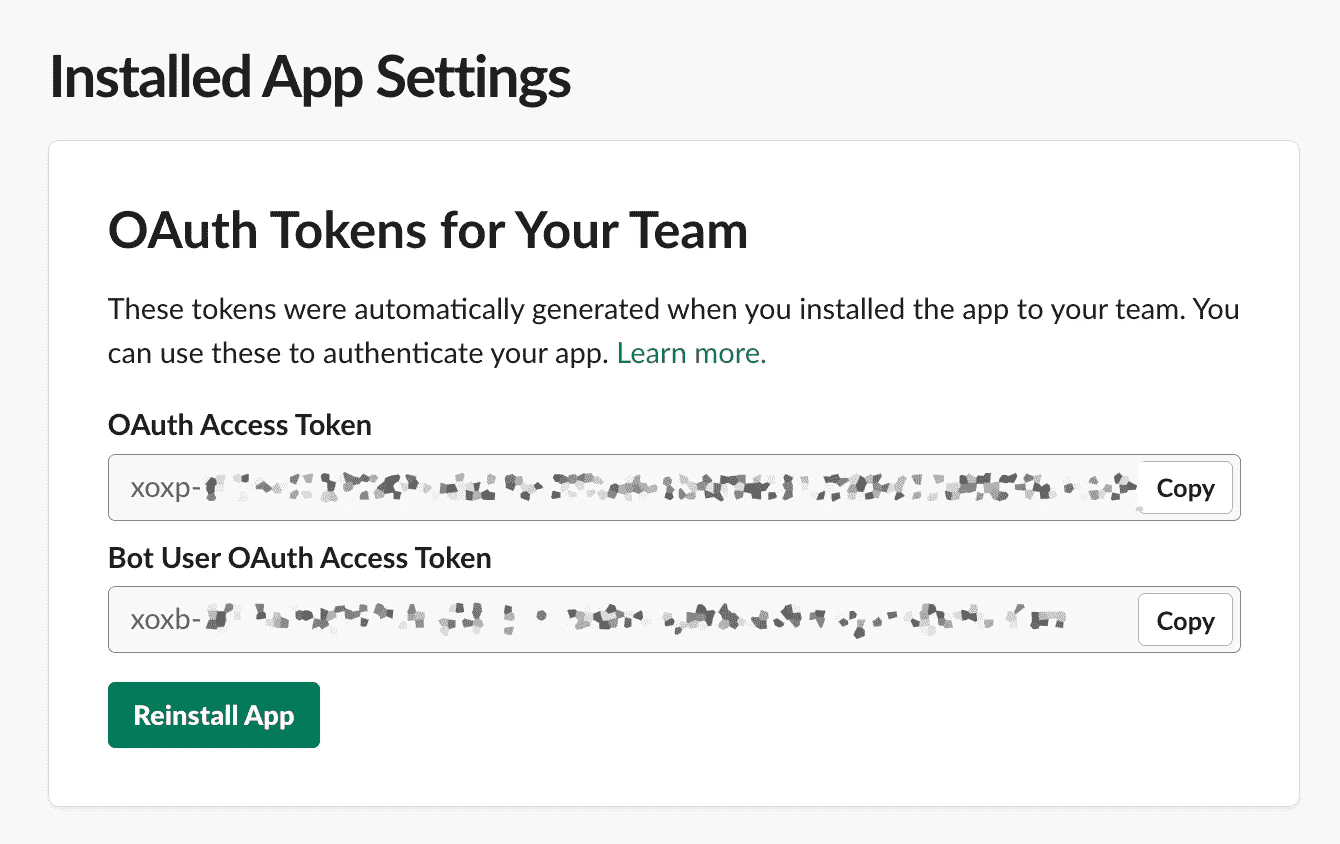 Installed App Settings
OAuth Tokens for Your Team
These tokens were automatically generated when you installed the app to your team. You
can use these to authenticate your app. Learn more.
OAuth Access Token
xoxp- Copy
Bot User OAuth Access Token
xoxb- Copy
Reinstall App